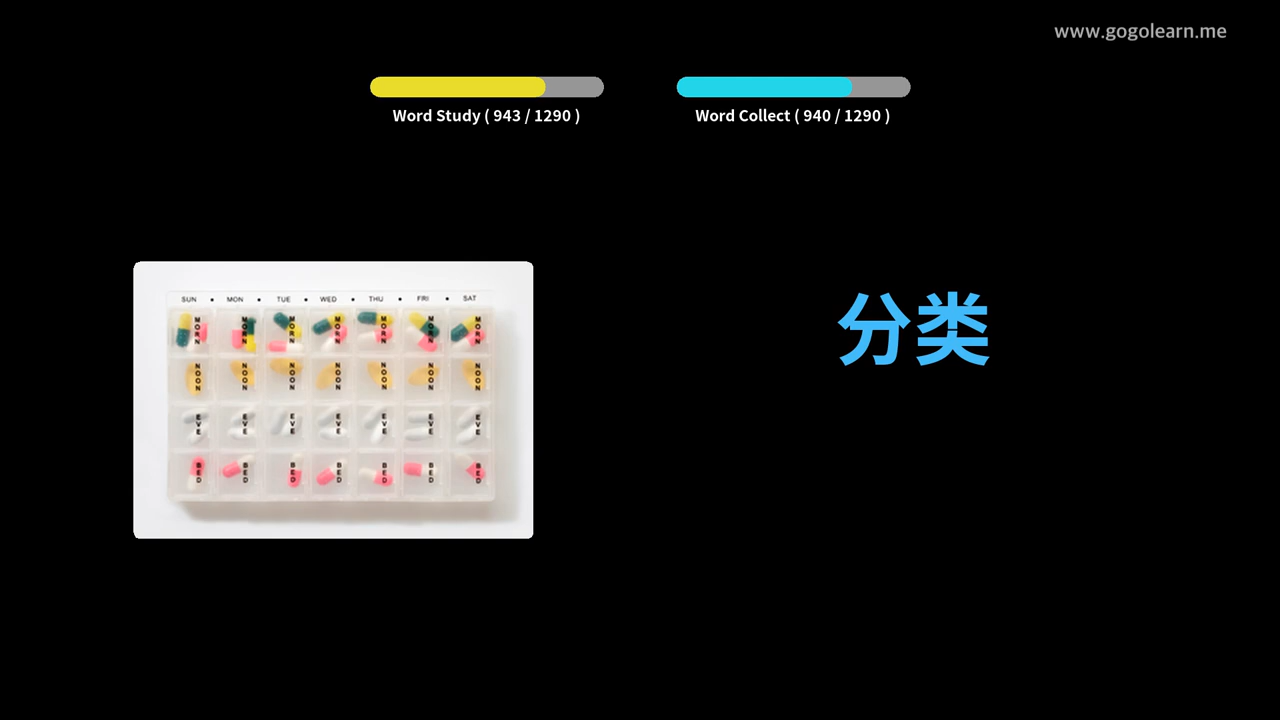 www.gogolearn.me
Word Study ( 943 / 1290 )
Word Collect ( 940 / 1290 )
SUN • MON • TUE • WED • THU • FRI • SAT
MORN MORN MORN MORN MORN MORN MORN
NOON NOON NOON NOON NOON NOON NOON
EVE EVE EVE EVE EVE EVE EVE
BED BED BED BED BED BED BED
分类